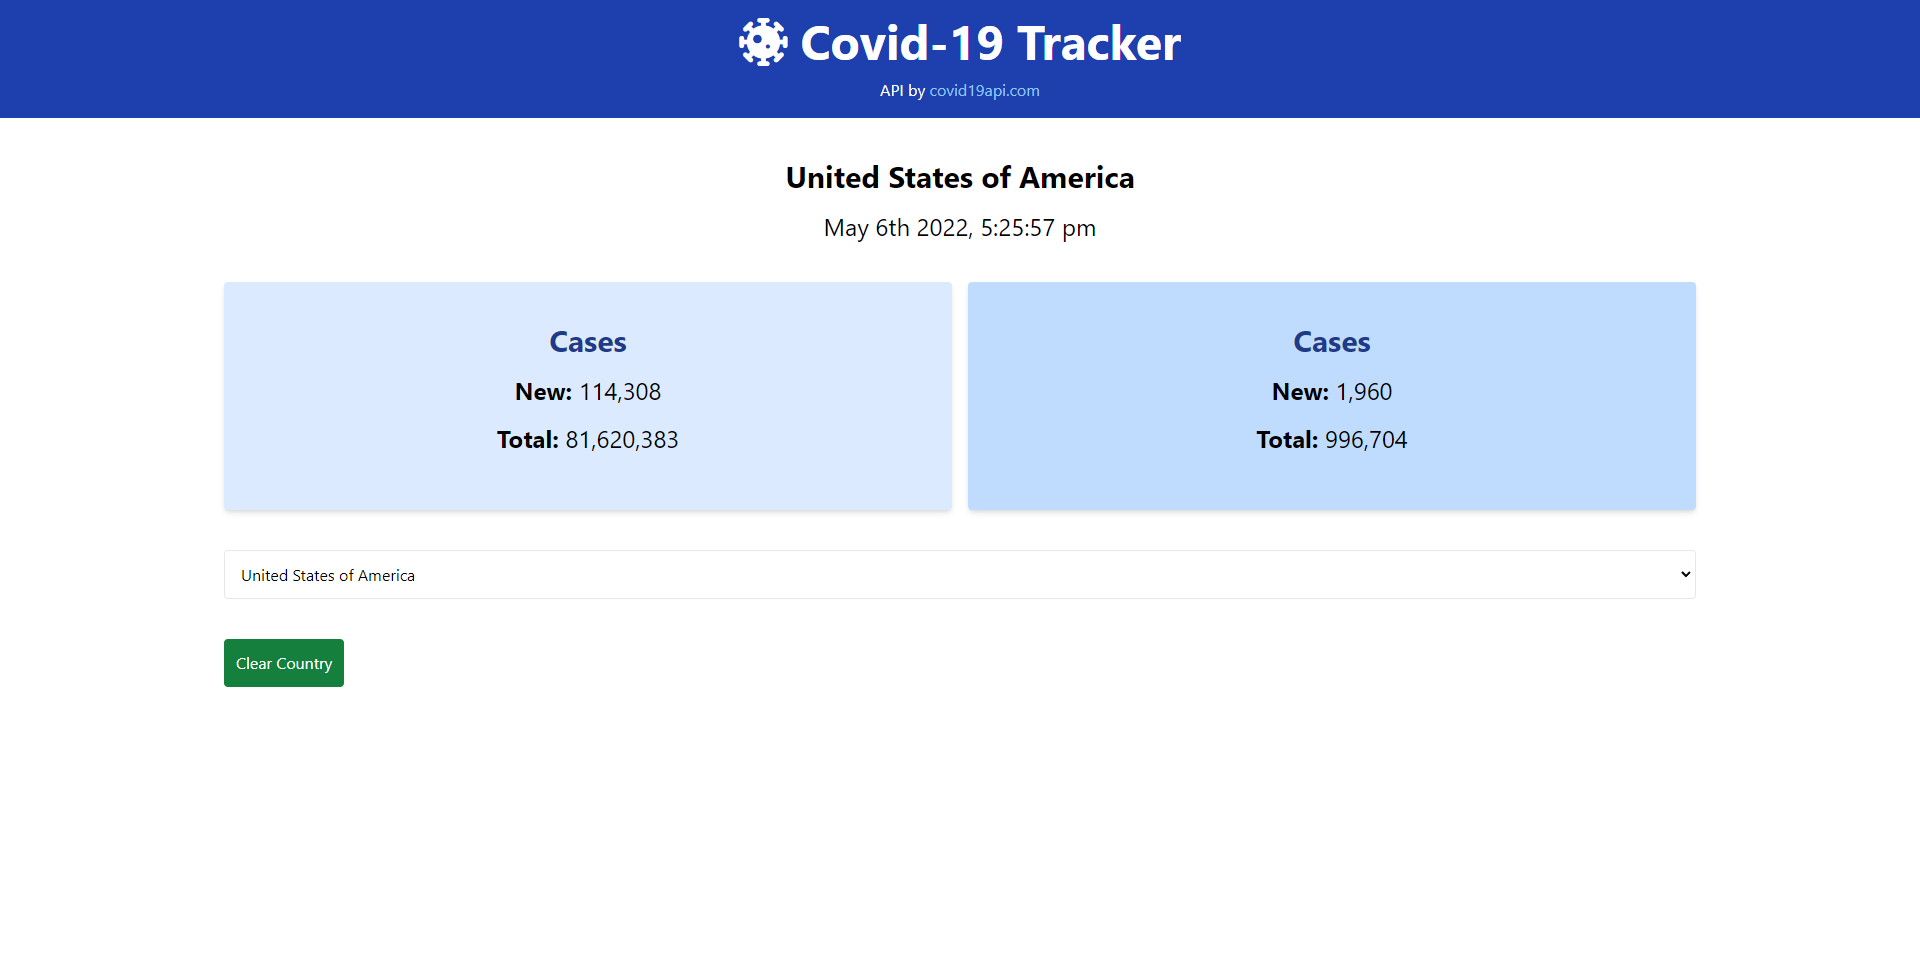 Covid-19 Tracker
API by covid19api.com
United States of America
May 6th 2022, 5:25:57 pm
Cases
New: 114,308
Total: 81,620,383
Cases
New: 1,960
Total: 996,704
United States of America
Clear Country